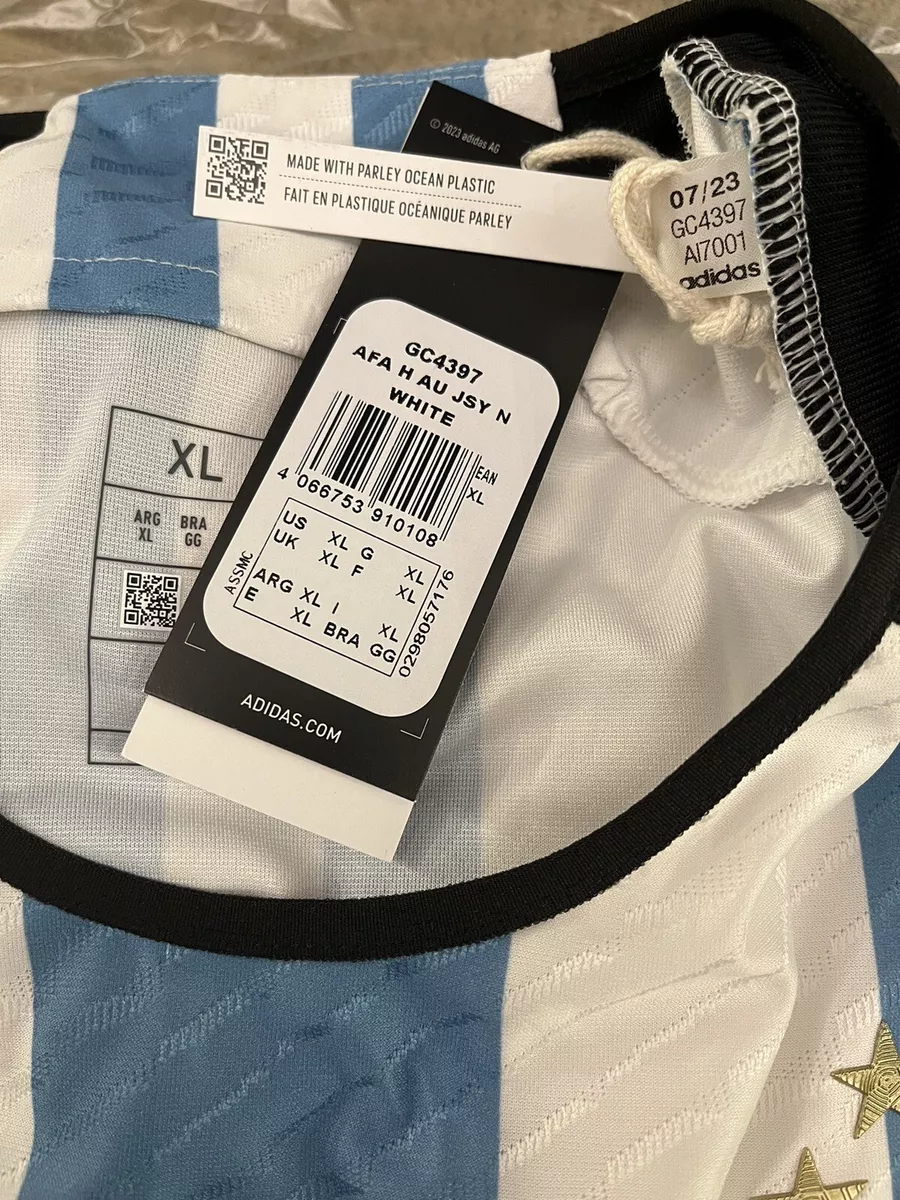 © 2023 adidas AG
MADE WITH PARLEY OCEAN PLASTIC
FAIT EN PLASTIQUE OCÉANIQUE PARLEY
07/23
GC4397
AI7001
adidas
GC4397
AFA H AU JSY N
WHITE
EAN
XL
4 066753 910108
US XL G XL
UK XL F XL
ARG XL I XL
E XL BRA GG
ASSMC
0298057176
ADIDAS.COM
XL
ARG BRA
XL GG